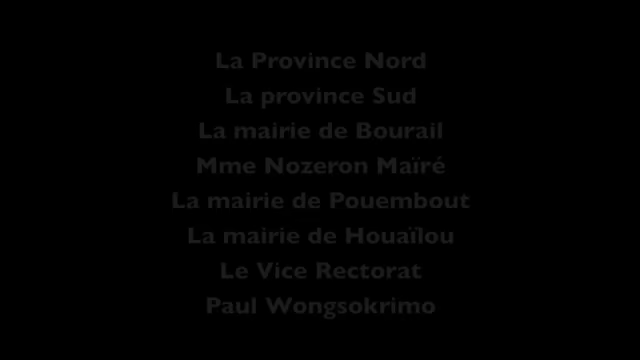 La Province Nord
La province Sud
La mairie de Bourail
Mme Nozeron Maïré
La mairie de Pouembout
La mairie de Houaïlou
Le Vice Rectorat
Paul Wongsokrimo